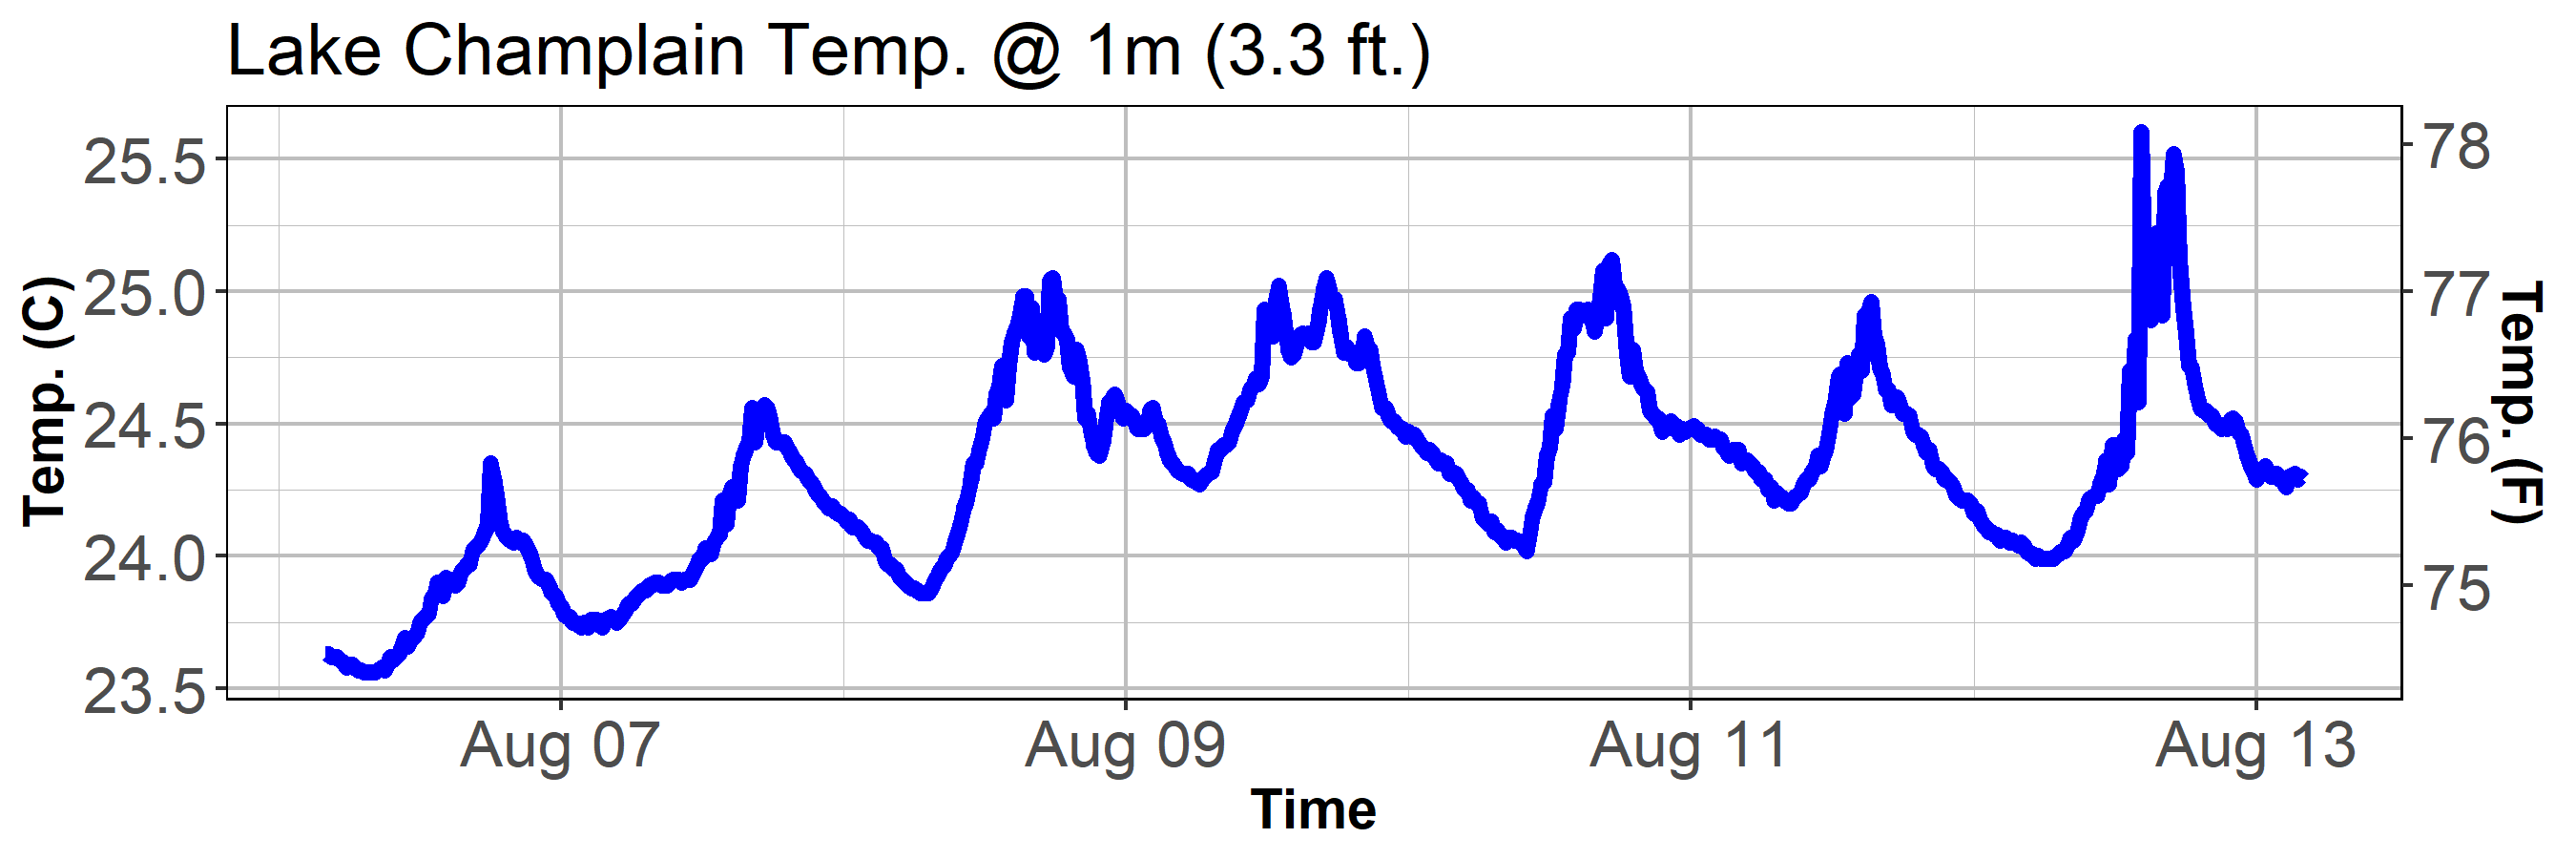 Lake Champlain Temp. @ 1m (3.3 ft.)
Temp. (C)
25.5
25.0
24.5
24.0
23.5
78
77
76
75
Temp. (F)
Aug 07
Aug 09
Aug 11
Aug 13
Time